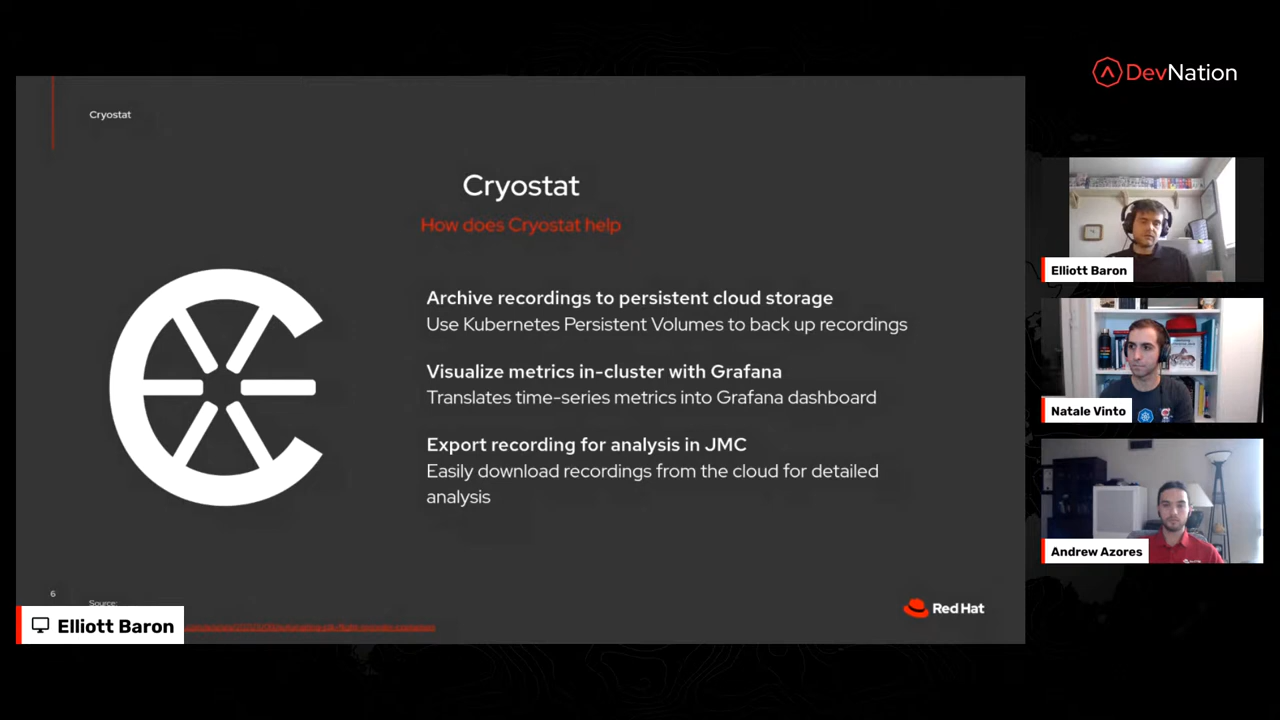 DevNation
Cryostat
Cryostat
How does Cryostat help
Archive recordings to persistent cloud storage
Use Kubernetes Persistent Volumes to back up recordings
Visualize metrics in-cluster with Grafana
Translates time-series metrics into Grafana dashboard
Export recording for analysis in JMC
Easily download recordings from the cloud for detailed
analysis
6
Source:
Red Hat
Elliott Baron
Elliott Baron
Natale Vinto
Andrew Azores